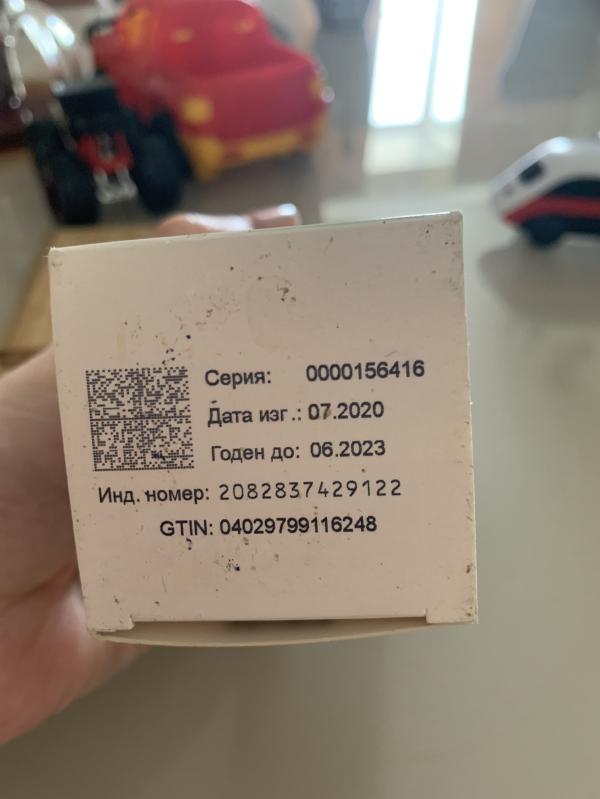 Серия: 0000156416
Дата изг.: 07.2020
Годен до: 06.2023
Инд. номер: 2082837429122
GTIN: 04029799116248